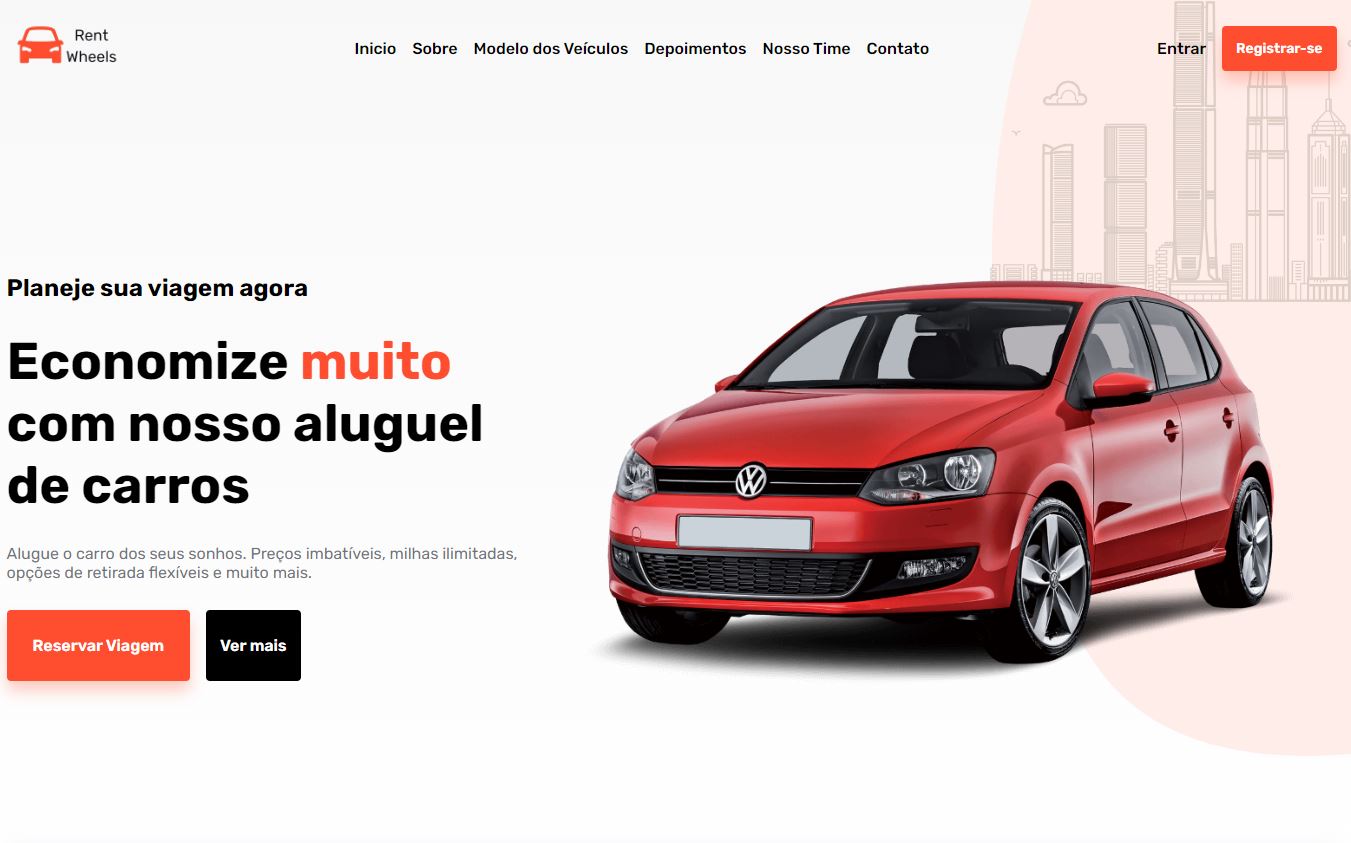 Rent
Wheels
Inicio Sobre Modelo dos Veículos Depoimentos Nosso Time Contato
Entrar Registrar-se
Planeje sua viagem agora
Economize muito
com nosso aluguel
de carros
Alugue o carro dos seus sonhos. Preços imbatíveis, milhas ilimitadas,
opções de retirada flexíveis e muito mais.
Reservar Viagem Ver mais